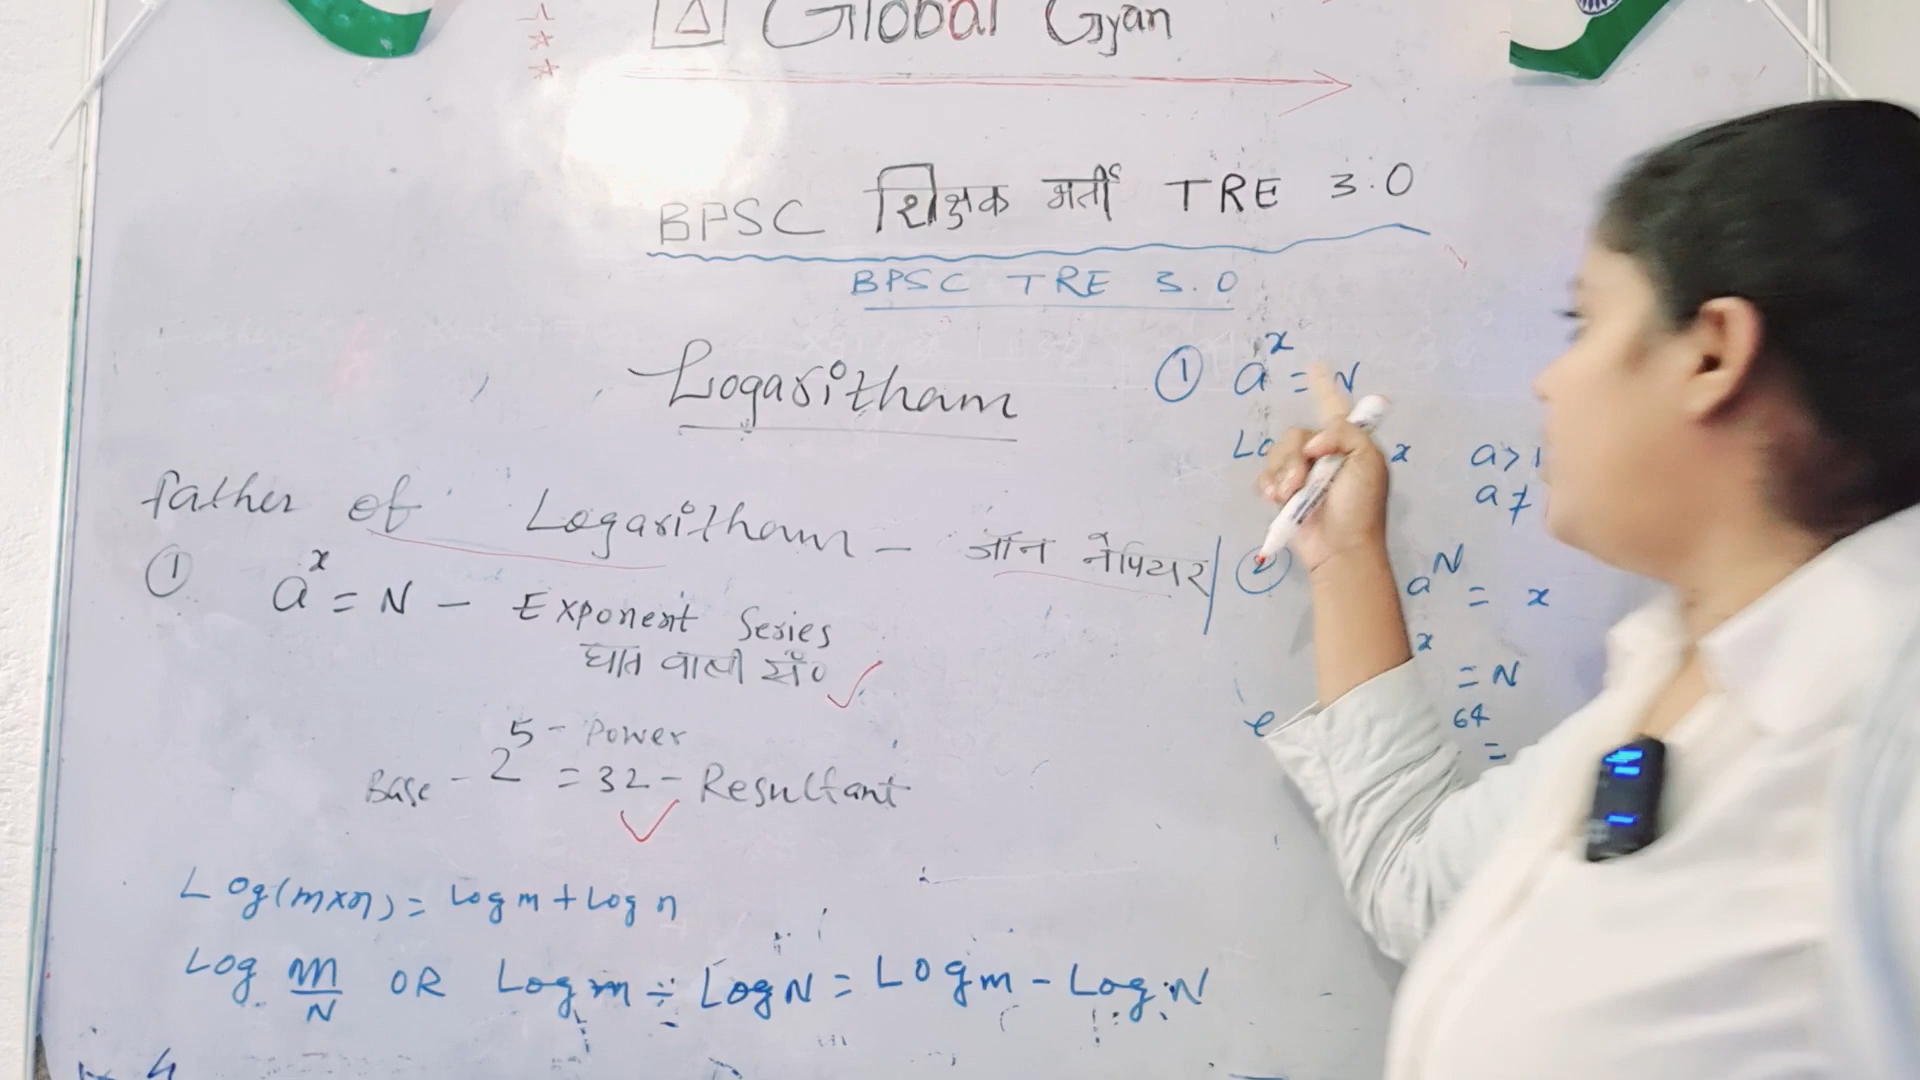 Global Gyan
BPSC शिक्षक भर्ती TRE 3.0
BPSC TRE 3.0
Logaritham
father of Logaritham - जॉन नेपियर
① a^x = N - Exponent Series
घात वाली सं०
5 - Power
Base - 2 = 32 - Resultant
Log(m×n) = Log m + Log n
Log m/N OR Log m ÷ Log N = Log m - Log N
① a^x = N
x a>1
a≠
②
a^N = x
x
= N
64
=